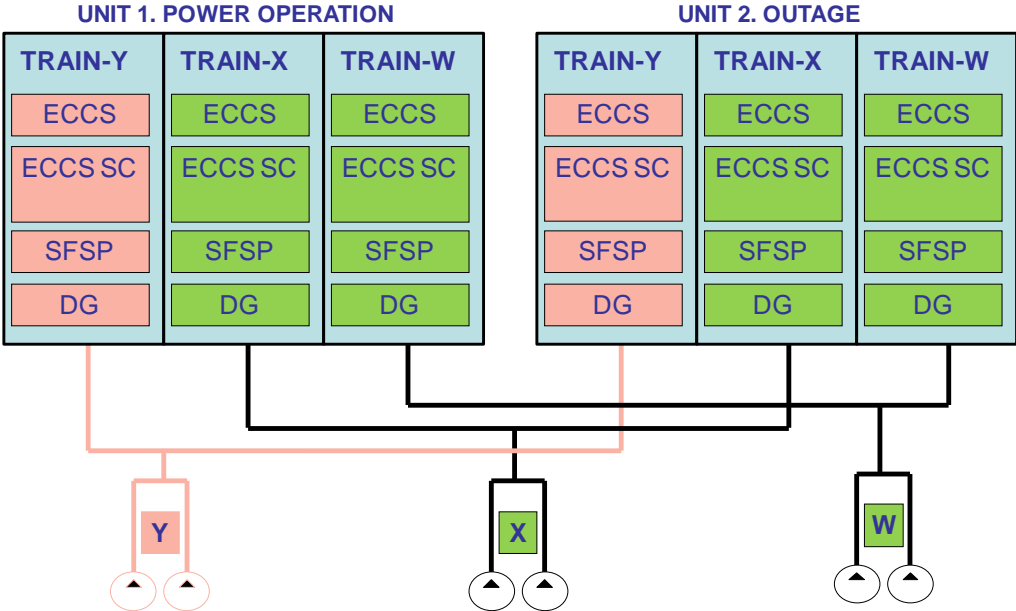 UNIT 1. POWER OPERATION
UNIT 2. OUTAGE
TRAIN-Y TRAIN-X TRAIN-W
TRAIN-Y TRAIN-X TRAIN-W
ECCS ECCS ECCS
ECCS ECCS ECCS
ECCS SC ECCS SC ECCS SC
ECCS SC ECCS SC ECCS SC
SFSP SFSP SFSP
SFSP SFSP SFSP
DG DG DG
DG DG DG
Y
X
W